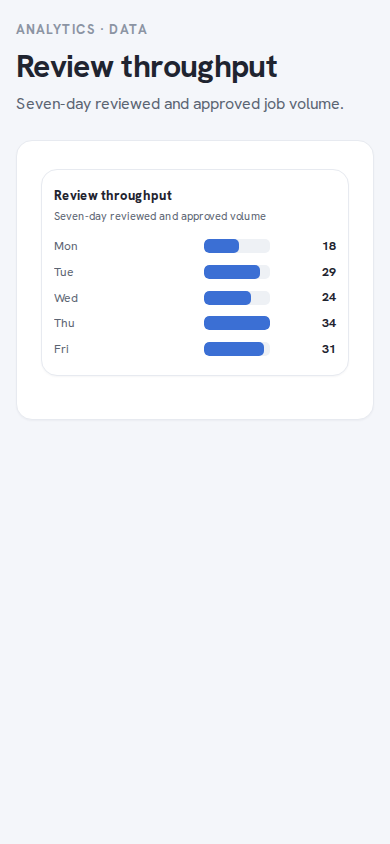 ANALYTICS · DATA
Review throughput
Seven-day reviewed and approved job volume.
Review throughput
Seven-day reviewed and approved volume
Mon 18
Tue 29
Wed 24
Thu 34
Fri 31